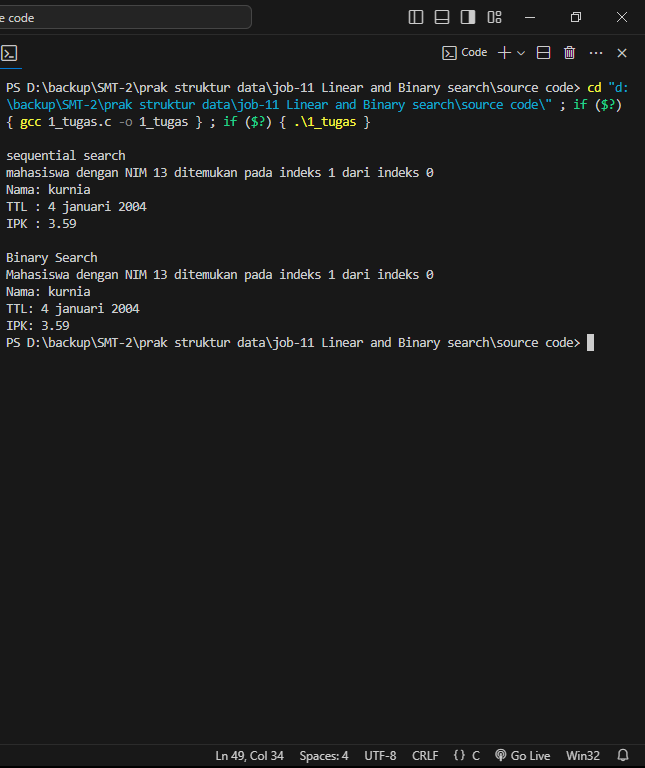 e code
Code
PS D:\backup\SMT-2\prak struktur data\job-11 Linear and Binary search\source code> cd "d:
\backup\SMT-2\prak struktur data\job-11 Linear and Binary search\source code\" ; if ($?)
{ gcc 1_tugas.c -o 1_tugas } ; if ($?) { .\1_tugas }
sequential search
mahasiswa dengan NIM 13 ditemukan pada indeks 1 dari indeks 0
Nama: kurnia
TTL : 4 januari 2004
IPK : 3.59
Binary Search
Mahasiswa dengan NIM 13 ditemukan pada indeks 1 dari indeks 0
Nama: kurnia
TTL: 4 januari 2004
IPK: 3.59
PS D:\backup\SMT-2\prak struktur data\job-11 Linear and Binary search\source code>
Ln 49, Col 34 Spaces: 4 UTF-8 CRLF {} C Go Live Win32